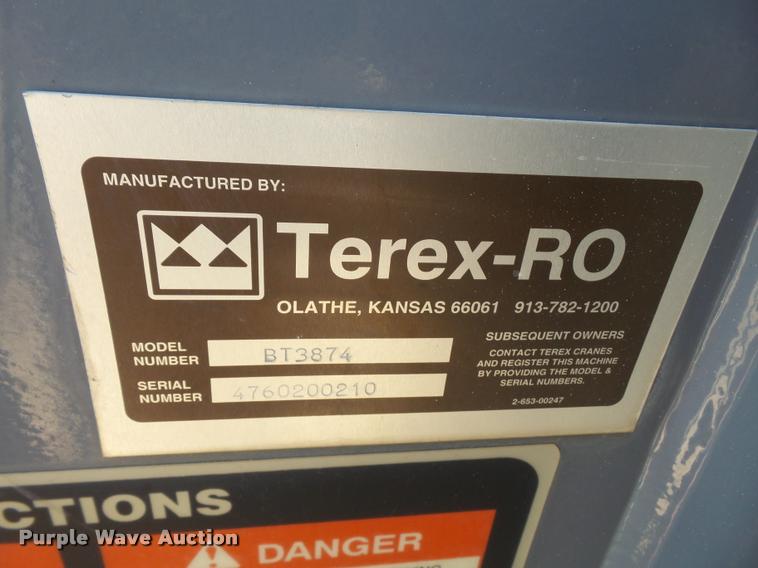 MANUFACTURED BY:
Terex-RO
OLATHE, KANSAS 66061 913-782-1200
MODEL
NUMBER BT3874
SERIAL
NUMBER 4760200210
SUBSEQUENT OWNERS
CONTACT TEREX CRANES
AND REGISTER THIS MACHINE
BY PROVIDING THE MODEL &
SERIAL NUMBERS.
2-653-00247
CTIONS
DANGER
Purple Wave Auction®